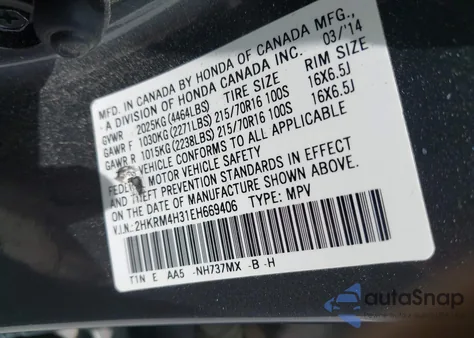 MFD. IN CANADA BY HONDA OF CANADA MFG.,
- A DIVISION OF HONDA CANADA INC. 03/'14
GVWR 2025KG (4464LBS) TIRE SIZE RIM SIZE
GAWR F 1030KG (2271LBS) 215/70R16 100S 16X6.5J
GAWR R 1015KG (2238LBS) 215/70R16 100S 16X6.5J
VEHICLE CONFORMS TO ALL APPLICABLE
FEDERAL MOTOR VEHICLE SAFETY
AND THEFT PREVENTION STANDARDS IN EFFECT
ON THE DATE OF MANUFACTURE SHOWN ABOVE.
V.I.N.: 2HKRM4H31EH669406 TYPE: MPV
T1N E AA5 -NH737MX -B -H
autoSnap